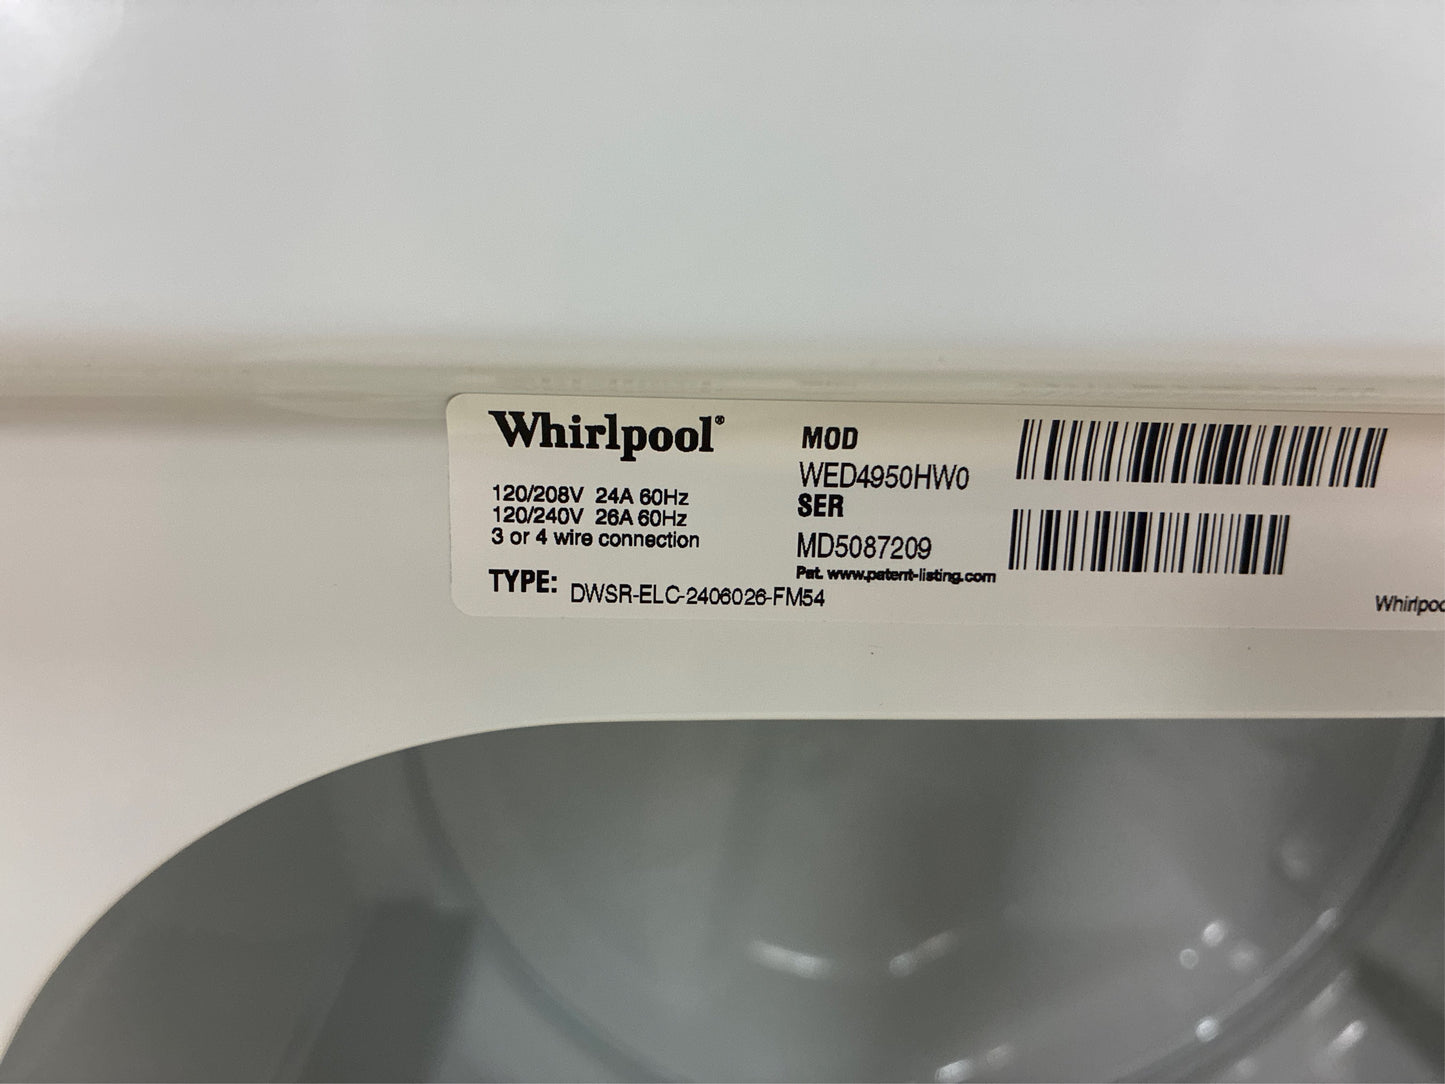 Whirlpool®
120/208V 24A 60Hz
120/240V 26A 60Hz
3 or 4 wire connection
TYPE: DWSR-ELC-2406026-FM54
MOD
WED4950HW0
SER
MD5087209
Pat. www.patent-listing.com
Whirlpoo